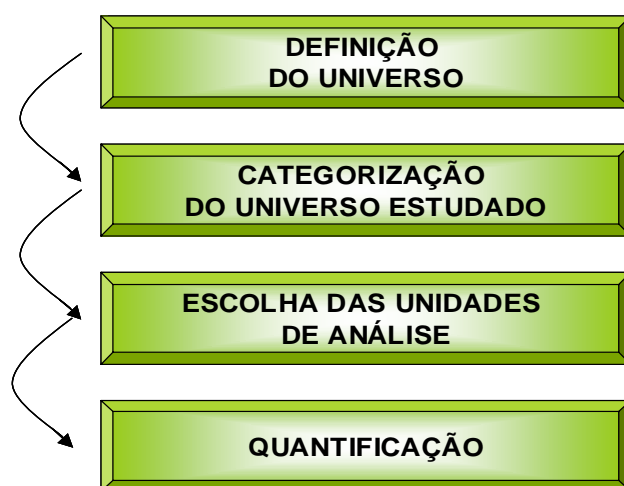 DEFINIÇÃO
DO UNIVERSO
CATEGORIZAÇÃO
DO UNIVERSO ESTUDADO
ESCOLHA DAS UNIDADES
DE ANÁLISE
QUANTIFICAÇÃO